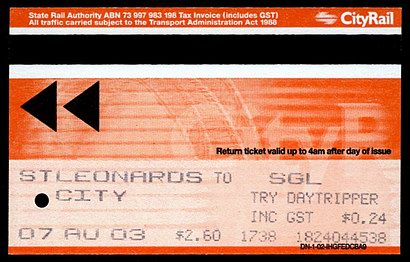 State Rail Authority ABN 73 997 983 198 Tax Invoice (includes GST)
All traffic carried subject to the Transport Administration Act 1988
CityRail
Return ticket valid up to 4am after day of issue
STLEONARDS TO SGL
CITY TRY DAYTRIPPER
INC GST $0.24
07 AU 03 $2.60 1738 1824044538
DN-1-02-IHGFEDCBA9